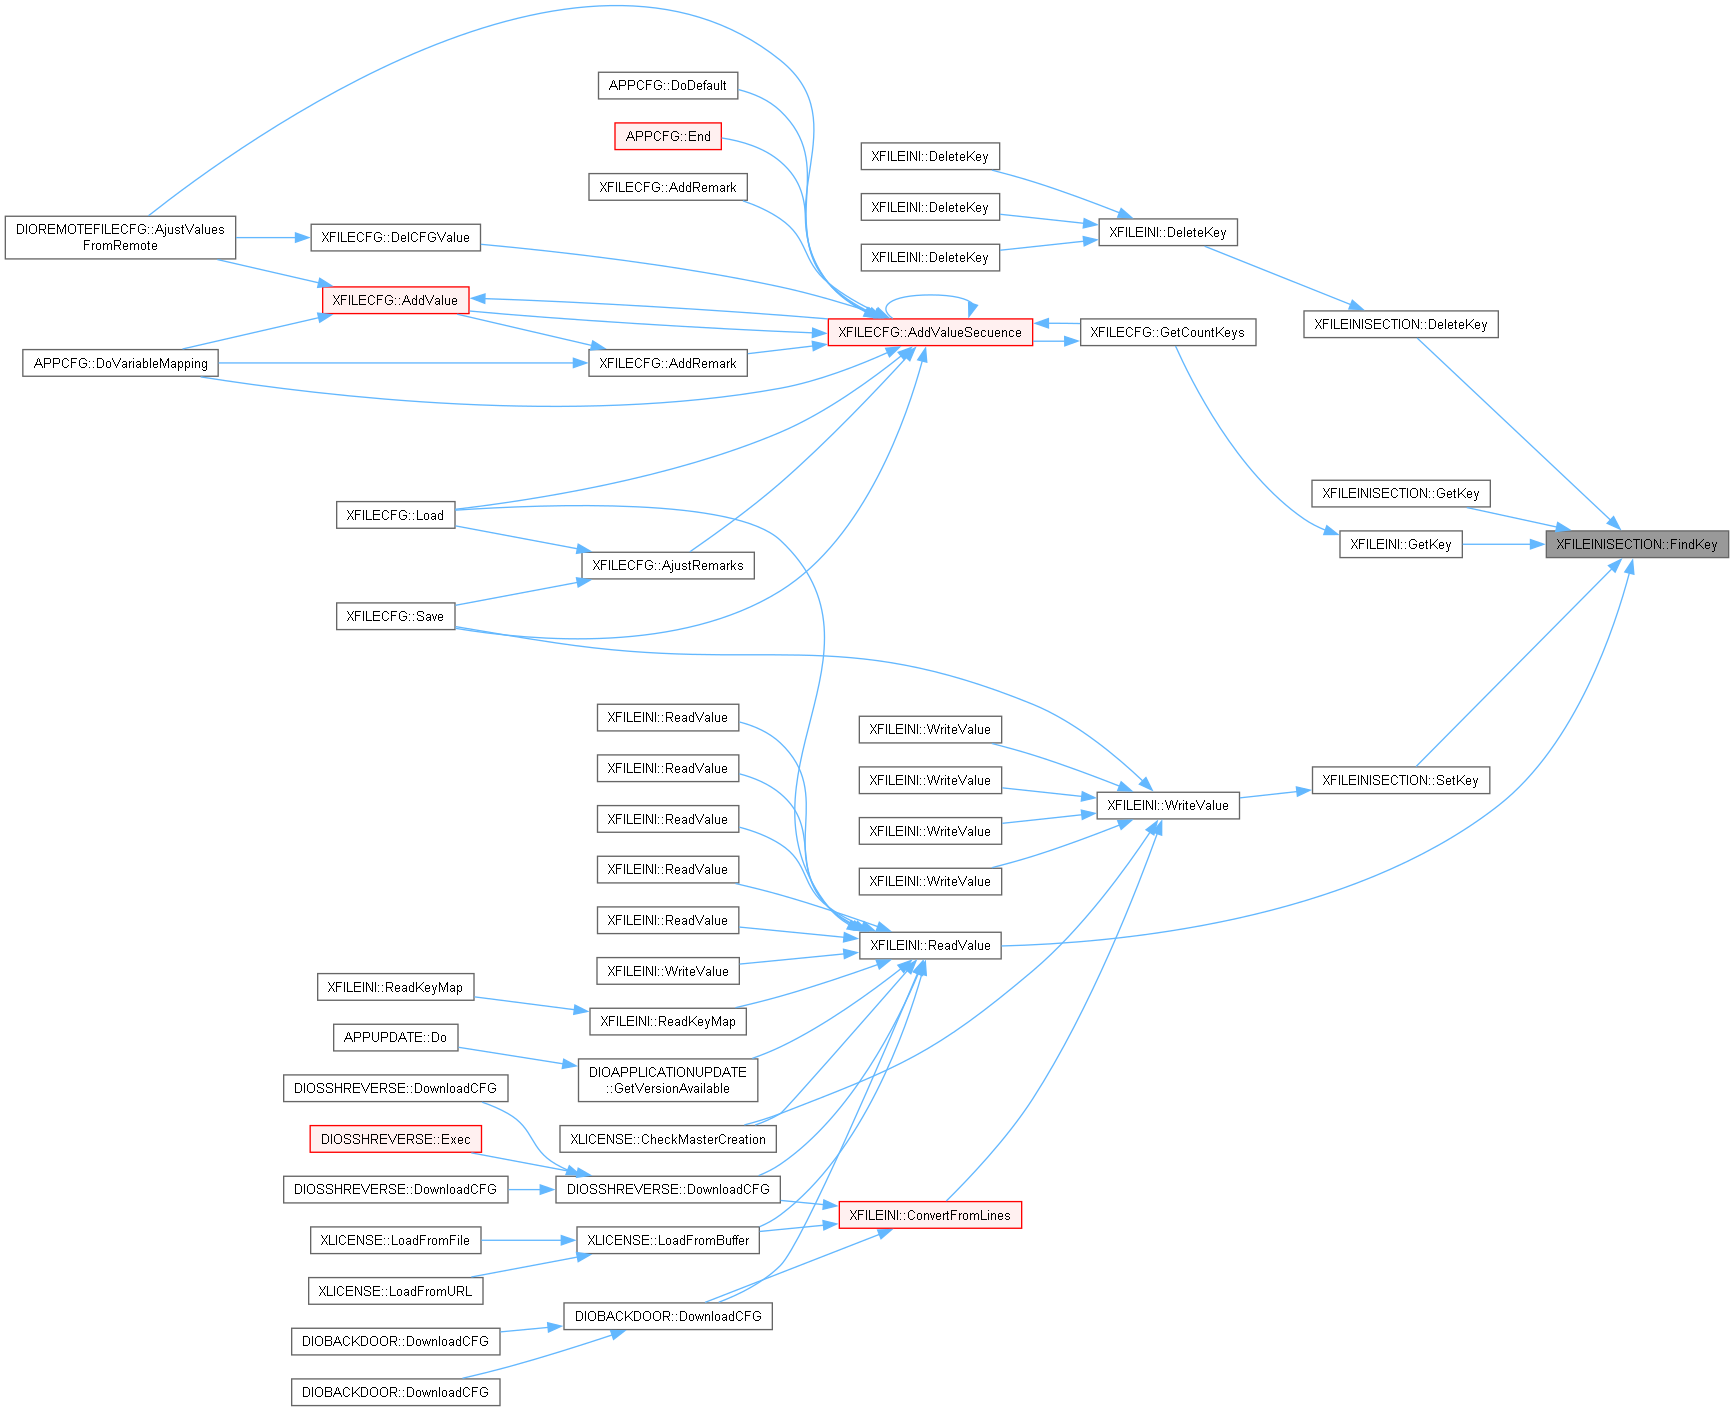 APPCFG::DoDefault
APPCFG::End
XFILECFG::AddRemark
XFILEINI::DeleteKey
XFILEINI::DeleteKey
XFILEINI::DeleteKey
XFILEINI::DeleteKey
DIOREMOTEFILECFG::AjustValues
FromRemote
XFILECFG::DelCFGValue
XFILECFG::AddValue
XFILECFG::AddValueSecuence
XFILECFG::GetCountKeys
XFILEINISECTION::DeleteKey
APPCFG::DoVariableMapping
XFILECFG::AddRemark
XFILEINISECTION::GetKey
XFILECFG::Load
XFILEINI::GetKey
XFILEINISECTION::FindKey
XFILECFG::AjustRemarks
XFILECFG::Save
XFILEINI::ReadValue
XFILEINI::ReadValue
XFILEINI::ReadValue
XFILEINI::ReadValue
XFILEINI::ReadValue
XFILEINI::WriteValue
XFILEINI::WriteValue
XFILEINI::WriteValue
XFILEINI::WriteValue
XFILEINI::WriteValue
XFILEINI::WriteValue
XFILEINISECTION::SetKey
XFILEINI::ReadValue
XFILEINI::ReadKeyMap
XFILEINI::ReadKeyMap
APPUPDATE::Do
DIOAPPLICATIONUPDATE
::GetVersionAvailable
DIOSSHREVERSE::DownloadCFG
XLICENSE::CheckMasterCreation
DIOSSHREVERSE::Exec
DIOSSHREVERSE::DownloadCFG
DIOSSHREVERSE::DownloadCFG
XFILEINI::ConvertFromLines
XLICENSE::LoadFromFile
XLICENSE::LoadFromBuffer
XLICENSE::LoadFromURL
DIOBACKDOOR::DownloadCFG
DIOBACKDOOR::DownloadCFG
DIOBACKDOOR::DownloadCFG